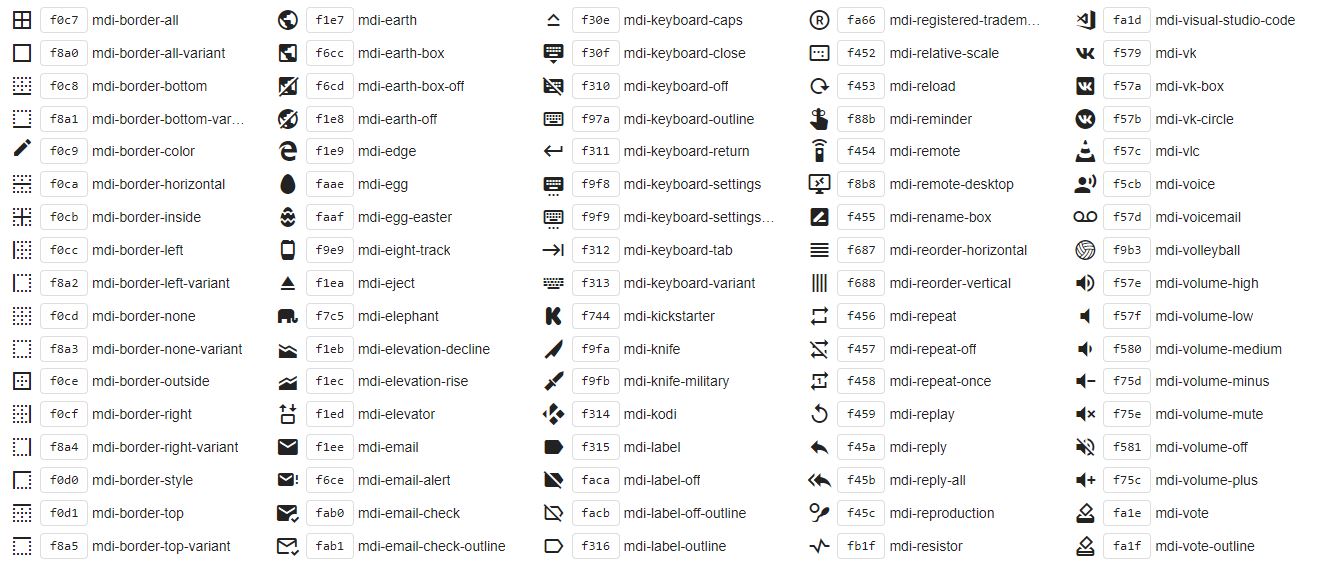 f0c7 mdi-border-all f1e7 mdi-earth f30e mdi-keyboard-caps fa66 mdi-registered-tradem… fa1d mdi-visual-studio-code
f8a0 mdi-border-all-variant f6cc mdi-earth-box f30f mdi-keyboard-close f452 mdi-relative-scale f579 mdi-vk
f0c8 mdi-border-bottom f6cd mdi-earth-box-off f310 mdi-keyboard-off f453 mdi-reload f57a mdi-vk-box
f8a1 mdi-border-bottom-var… f1e8 mdi-earth-off f97a mdi-keyboard-outline f88b mdi-reminder f57b mdi-vk-circle
f0c9 mdi-border-color f1e9 mdi-edge f311 mdi-keyboard-return f454 mdi-remote f57c mdi-vlc
f0ca mdi-border-horizontal faae mdi-egg f9f8 mdi-keyboard-settings f8b8 mdi-remote-desktop f5cb mdi-voice
f0cb mdi-border-inside faaf mdi-egg-easter f9f9 mdi-keyboard-settings… f455 mdi-rename-box f57d mdi-voicemail
f0cc mdi-border-left f9e9 mdi-eight-track f312 mdi-keyboard-tab f687 mdi-reorder-horizontal f9b3 mdi-volleyball
f8a2 mdi-border-left-variant f1ea mdi-eject f313 mdi-keyboard-variant f688 mdi-reorder-vertical f57e mdi-volume-high
f0cd mdi-border-none f7c5 mdi-elephant f744 mdi-kickstarter f456 mdi-repeat f57f mdi-volume-low
f8a3 mdi-border-none-variant f1eb mdi-elevation-decline f9fa mdi-knife f457 mdi-repeat-off f580 mdi-volume-medium
f0ce mdi-border-outside f1ec mdi-elevation-rise f9fb mdi-knife-military f458 mdi-repeat-once f75d mdi-volume-minus
f0cf mdi-border-right f1ed mdi-elevator f314 mdi-kodi f459 mdi-replay f75e mdi-volume-mute
f8a4 mdi-border-right-variant f1ee mdi-email f315 mdi-label f45a mdi-reply f581 mdi-volume-off
f0d0 mdi-border-style f6ce mdi-email-alert faca mdi-label-off f45b mdi-reply-all f75c mdi-volume-plus
f0d1 mdi-border-top fab0 mdi-email-check facb mdi-label-off-outline f45c mdi-reproduction fa1e mdi-vote
f8a5 mdi-border-top-variant fab1 mdi-email-check-outline f316 mdi-label-outline fb1f mdi-resistor fa1f mdi-vote-outline